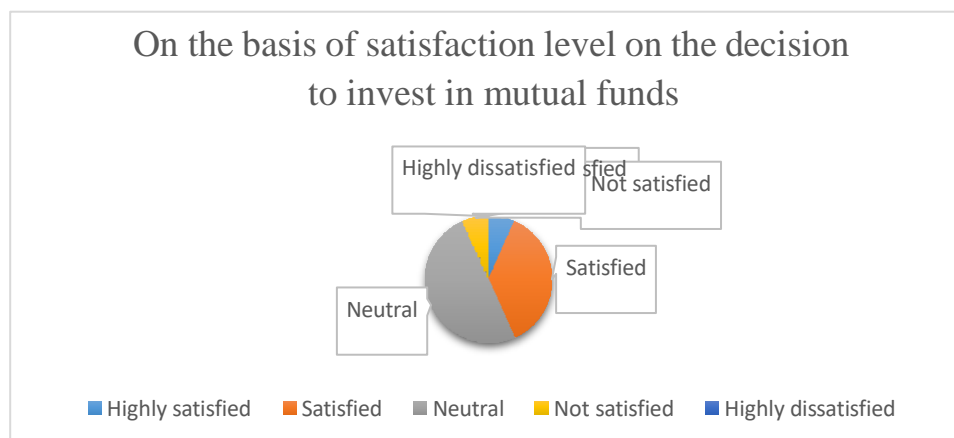 On the basis of satisfaction level on the decision
to invest in mutual funds
Highly dissatisfied sfied
Not satisfied
Satisfied
Neutral
Highly satisfied Satisfied Neutral Not satisfied Highly dissatisfied